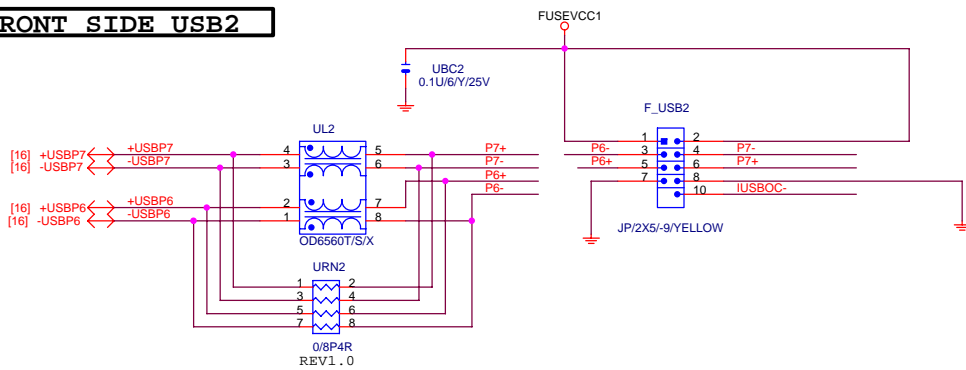 RONT SIDE USB2
FUSEVCC1
UBC2
0.1U/6/Y/25V
F_USB2
1 2
P6- 3 4 P7-
P6+ 5 6 P7+
7 8
10 IUSBOC-
JP/2X5/-9/YELLOW
UL2
[16] +USBP7 +USBP7 4 5 P7+
[16] -USBP7 -USBP7 3 6 P7-
P6+
[16] +USBP6 +USBP6 2 7 P6-
[16] -USBP6 -USBP6 1 8
OD6560T/S/X
URN2
1 2
3 4
5 6
7 8
0/8P4R
REV1.0